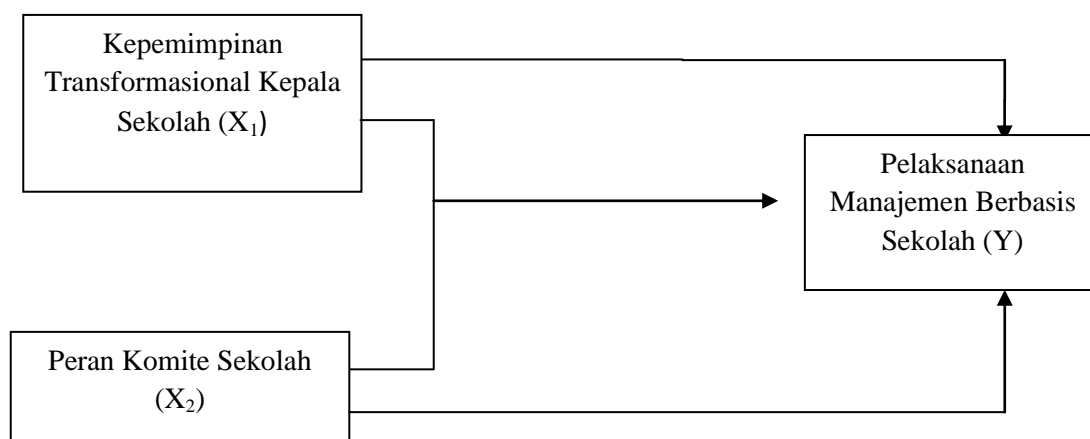 Kepemimpinan
Transformasional Kepala
Sekolah (X₁)
Pelaksanaan
Manajemen Berbasis
Sekolah (Y)
Peran Komite Sekolah
(X₂)